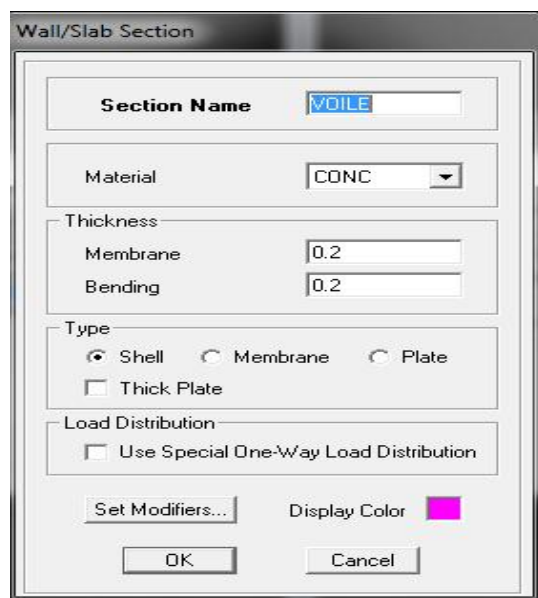 Wall/Slab Section
Section Name VOILE
Material CONC
Thickness
Membrane 0.2
Bending 0.2
Type
Shell Membrane Plate
Thick Plate
Load Distribution
Use Special One-Way Load Distribution
Set Modifiers... Display Color
OK Cancel